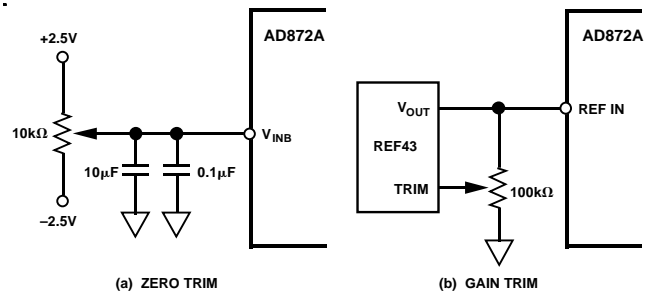 AD872A
+2.5V
10kΩ
V_INB
10µF
0.1µF
–2.5V
(a) ZERO TRIM
AD872A
V_OUT
REF IN
REF43
TRIM
100kΩ
(b) GAIN TRIM